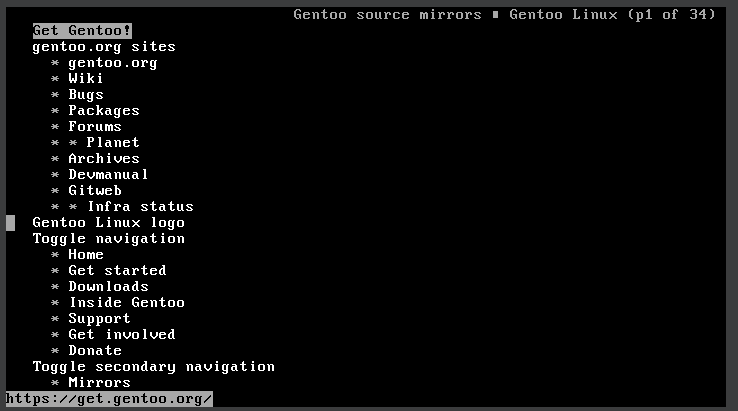 Gentoo source mirrors ■ Gentoo Linux (p1 of 34)
Get Gentoo!
gentoo.org sites
* gentoo.org
* Wiki
* Bugs
* Packages
* Forums
* * Planet
* Archives
* Devmanual
* Gitweb
* * Infra status
Gentoo Linux logo
Toggle navigation
* Home
* Get started
* Downloads
* Inside Gentoo
* Support
* Get involved
* Donate
Toggle secondary navigation
* Mirrors
https://get.gentoo.org/